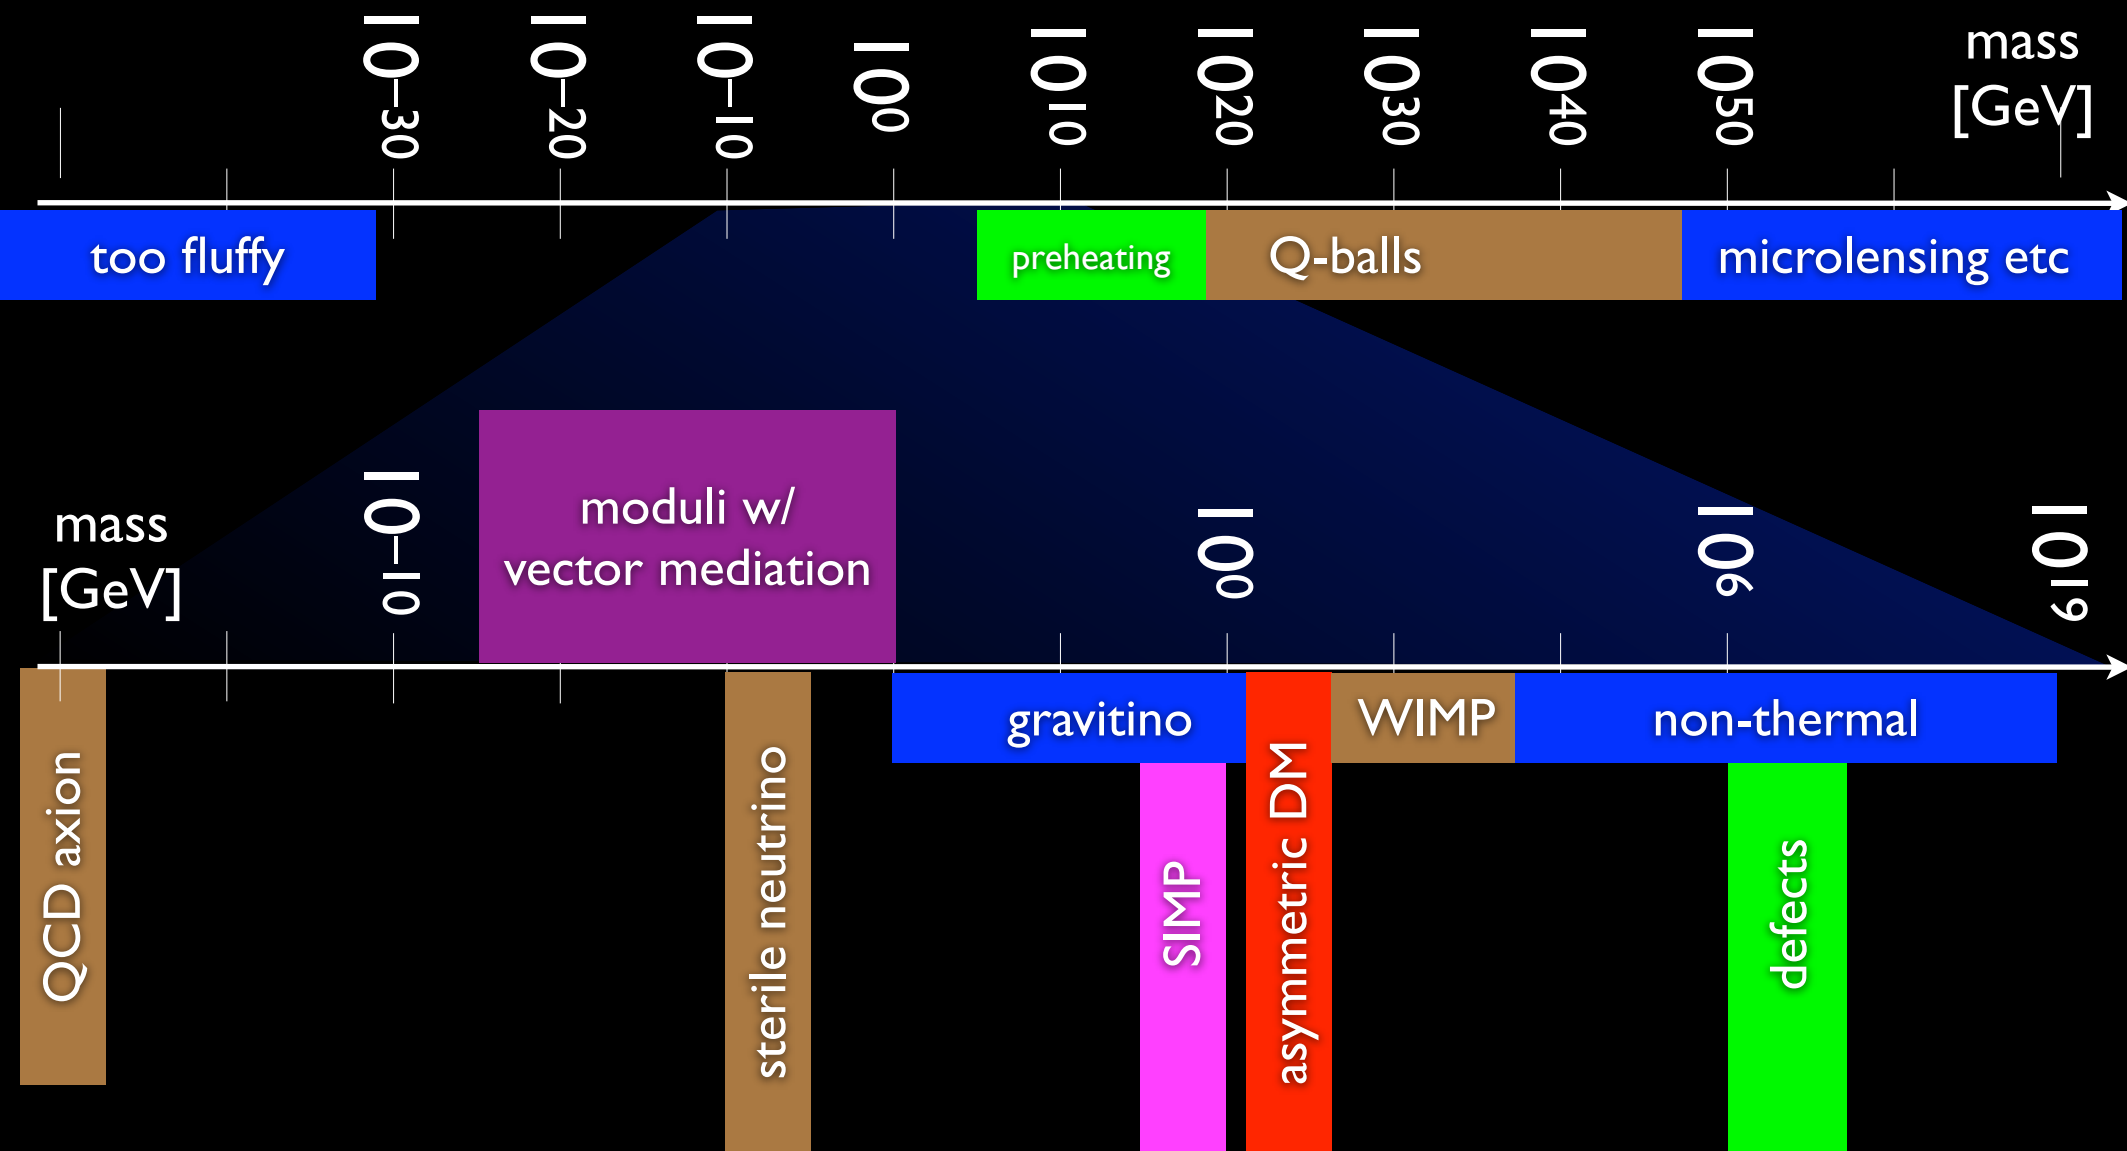 10⁻³⁰
10⁻²⁰
10⁻¹⁰
10⁰
10¹⁰
10²⁰
10³⁰
10⁴⁰
10⁵⁰
mass
[GeV]
too fluffy
preheating
Q-balls
microlensing etc
mass
[GeV]
10⁻¹⁰
moduli w/
vector mediation
10⁰
10⁶
10¹⁹
QCD axion
sterile neutrino
gravitino
SIMP
asymmetric DM
WIMP
non-thermal
defects